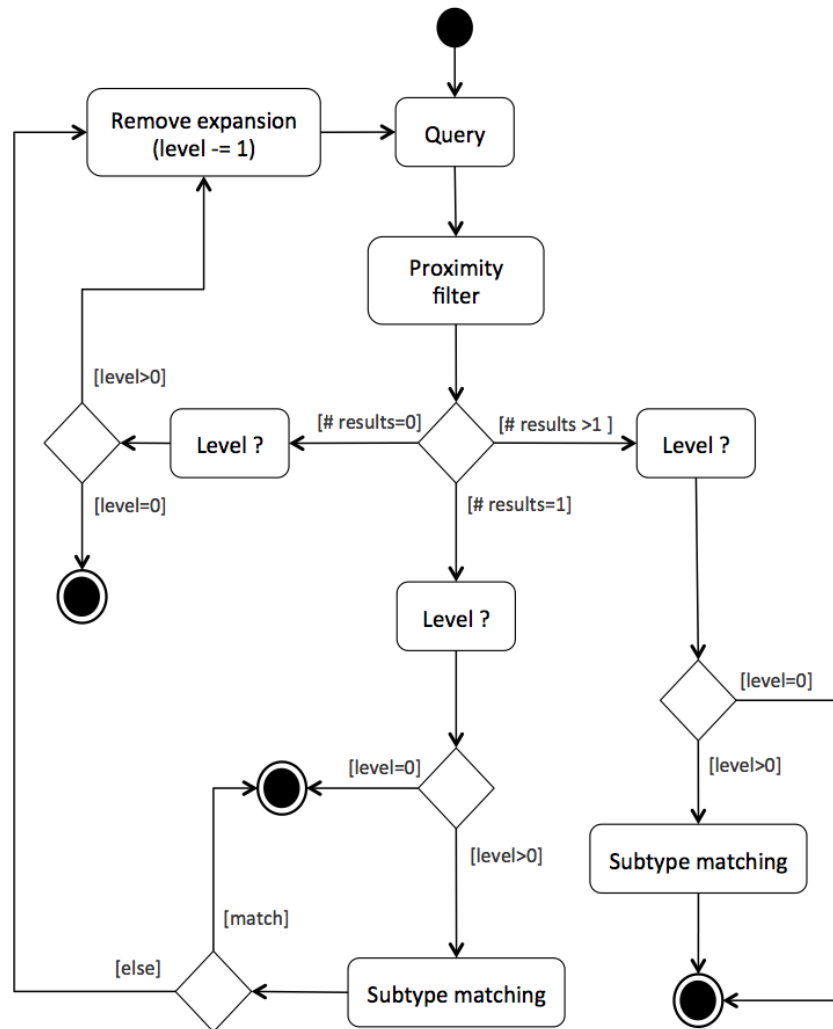 Remove expansion
(level -= 1)
Query
Proximity
filter
[level>0]
[# results=0]
[# results >1 ]
Level ?
Level ?
[level=0]
[# results=1]
Level ?
[level=0]
[level=0]
[level>0]
[level>0]
Subtype matching
[match]
[else]
Subtype matching